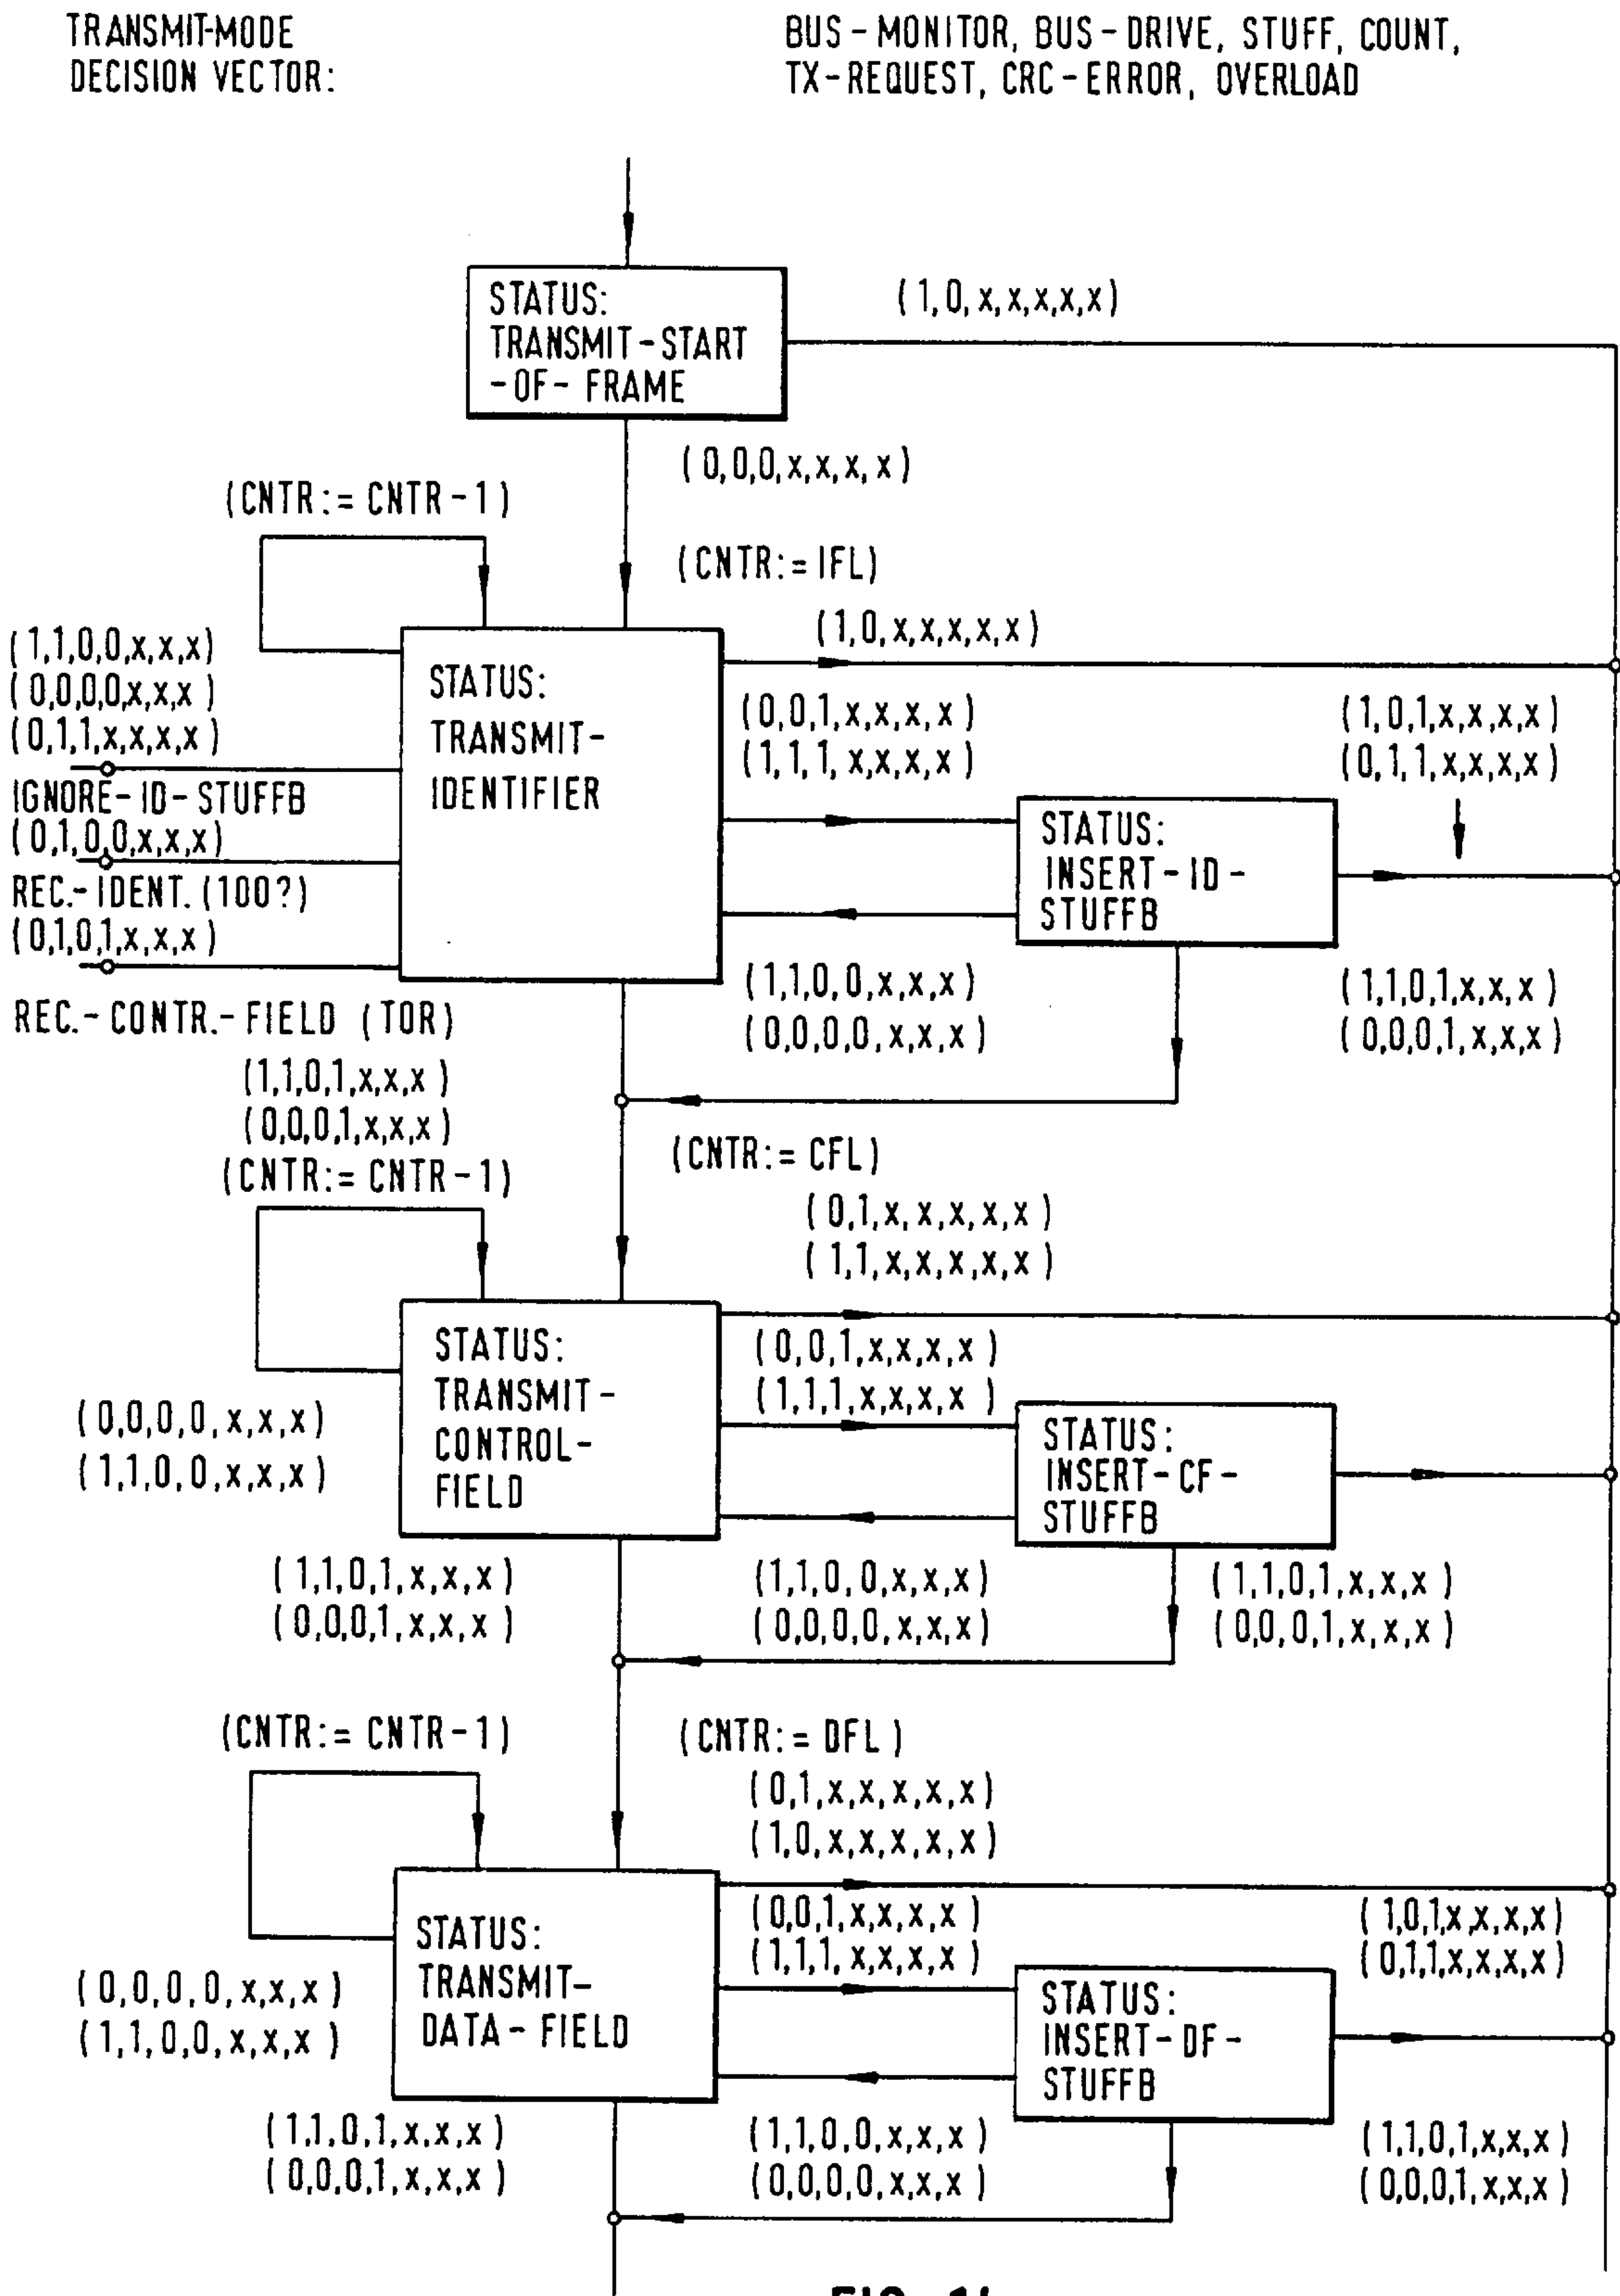 TRANSMIT-MODE
DECISION VECTOR:
BUS-MONITOR, BUS-DRIVE, STUFF, COUNT,
TX-REQUEST, CRC-ERROR, OVERLOAD
STATUS:
TRANSMIT-START
-OF-FRAME
(1,0,x,x,x,x,x)
(0,0,0,x,x,x,x)
(CNTR:=CNTR-1)
(CNTR:=IFL)
(1,1,0,0,x,x,x)
(0,0,0,0,x,x,x)
(0,1,1,x,x,x,x)
IGNORE-ID-STUFFB
(0,1,0,0,x,x,x)
REC.-IDENT.(100?)
(0,1,0,1,x,x,x)
REC.-CONTR.-FIELD (TOR)
STATUS:
TRANSMIT-
IDENTIFIER
(1,0,x,x,x,x,x)
(0,0,1,x,x,x,x)
(1,1,1,x,x,x,x)
(1,0,1,x,x,x,x)
(0,1,1,x,x,x,x)
STATUS:
INSERT-ID-
STUFFB
(1,1,0,0,x,x,x)
(0,0,0,0,x,x,x)
(1,1,0,1,x,x,x)
(0,0,0,1,x,x,x)
(1,1,0,1,x,x,x)
(0,0,0,1,x,x,x)
(CNTR:=CNTR-1)
(CNTR:=CFL)
(0,1,x,x,x,x,x)
(1,1,x,x,x,x,x)
STATUS:
TRANSMIT-
CONTROL-
FIELD
(0,0,1,x,x,x,x)
(1,1,1,x,x,x,x)
(0,0,0,0,x,x,x)
(1,1,0,0,x,x,x)
STATUS:
INSERT-CF-
STUFFB
(1,1,0,1,x,x,x)
(0,0,0,1,x,x,x)
(1,1,0,0,x,x,x)
(0,0,0,0,x,x,x)
(1,1,0,1,x,x,x)
(0,0,0,1,x,x,x)
(CNTR:=CNTR-1)
(CNTR:=DFL)
(0,1,x,x,x,x,x)
(1,0,x,x,x,x,x)
STATUS:
TRANSMIT-
DATA-FIELD
(0,0,1,x,x,x,x)
(1,1,1,x,x,x,x)
(1,0,1,x,x,x,x)
(0,1,1,x,x,x,x)
(0,0,0,0,x,x,x)
(1,1,0,0,x,x,x)
STATUS:
INSERT-DF-
STUFFB
(1,1,0,1,x,x,x)
(0,0,0,1,x,x,x)
(1,1,0,0,x,x,x)
(0,0,0,0,x,x,x)
(1,1,0,1,x,x,x)
(0,0,0,1,x,x,x)